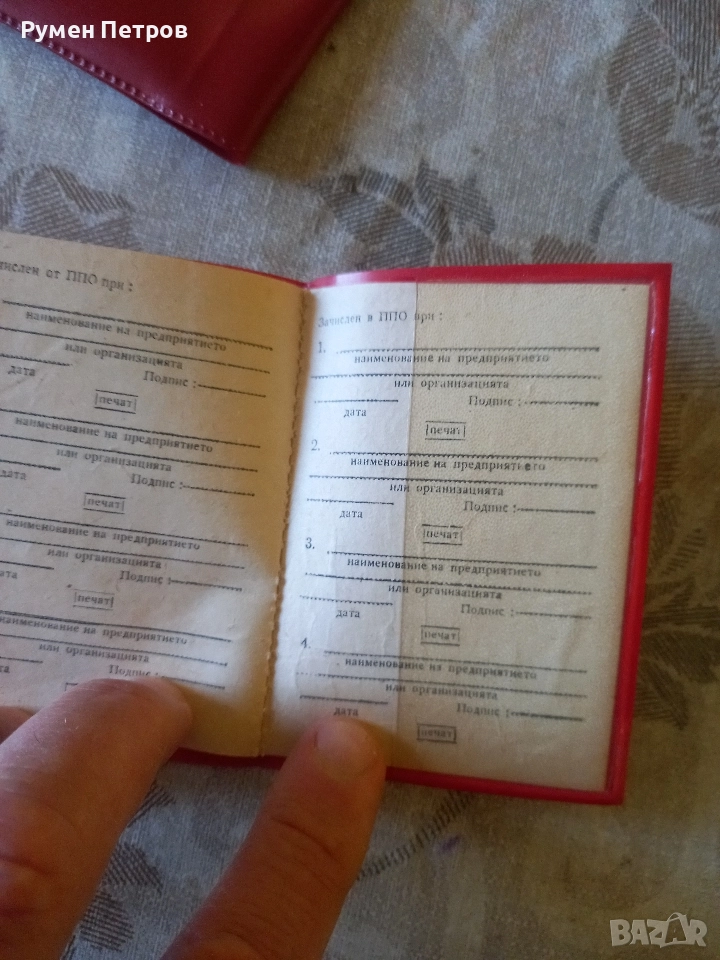 Румен Петров
ислен от ППО при :
наименование на предприятието
или организацията
дата Подпис :
печат
наименование на предприятието
или организацията
дата Подпис :
печат
наименование на предприятието
или организацията
дата Подпис :
печат
наименование на предприятието
или организацията
Подпис :
Зачислен в ППО при :
1.
наименование на предприятието
или организацията
дата Подпис :
печат
2.
наименование на предприятието
или организацията
дата Подпис :
печат
3.
наименование на предприятието
или организацията
дата Подпис :
печат
4.
наименование на предприятието
или организацията
дата Подпис :
печат
BAZAR